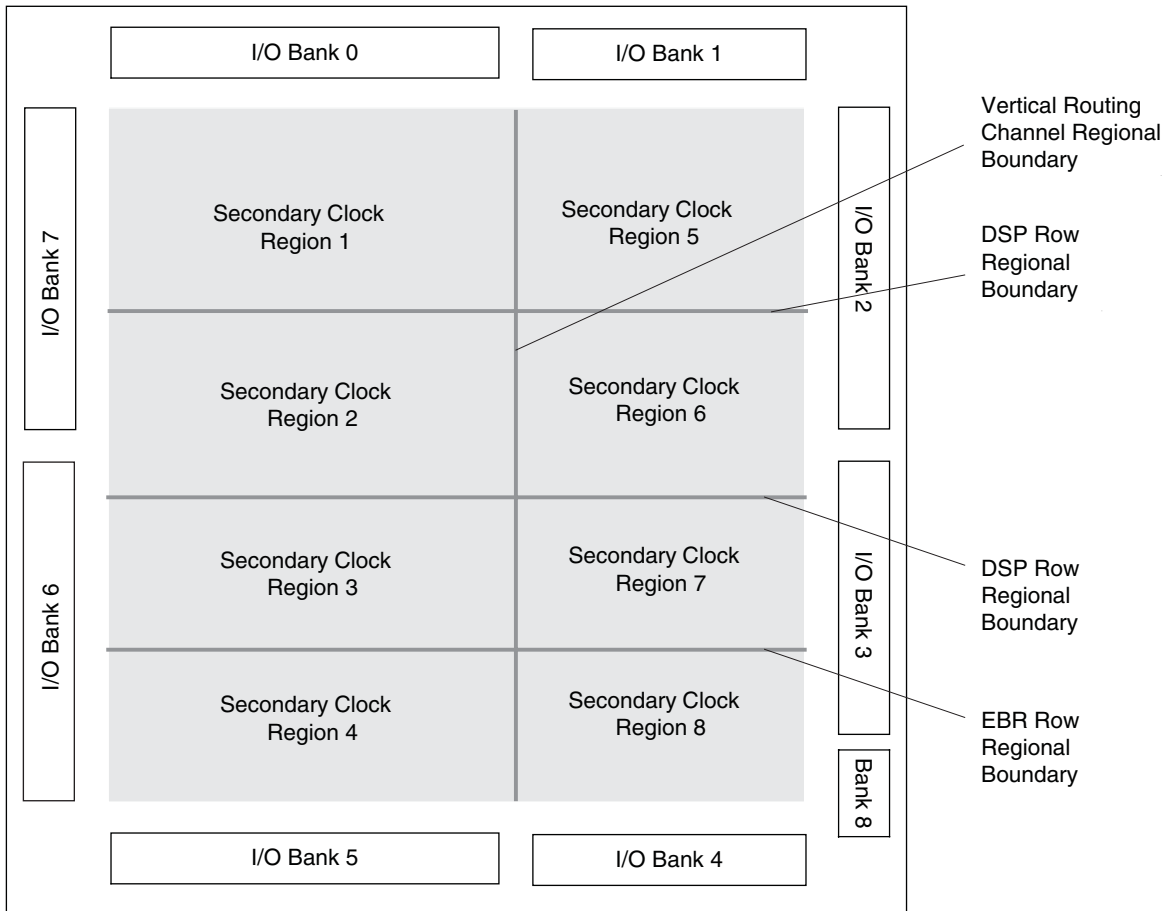 I/O Bank 0
I/O Bank 1
Vertical Routing
Channel Regional
Boundary
I/O Bank 7
Secondary Clock
Region 1
Secondary Clock
Region 5
I/O Bank 2
DSP Row
Regional
Boundary
Secondary Clock
Region 2
Secondary Clock
Region 6
I/O Bank 6
Secondary Clock
Region 3
Secondary Clock
Region 7
I/O Bank 3
DSP Row
Regional
Boundary
Secondary Clock
Region 4
Secondary Clock
Region 8
EBR Row
Regional
Boundary
Bank 8
I/O Bank 5
I/O Bank 4